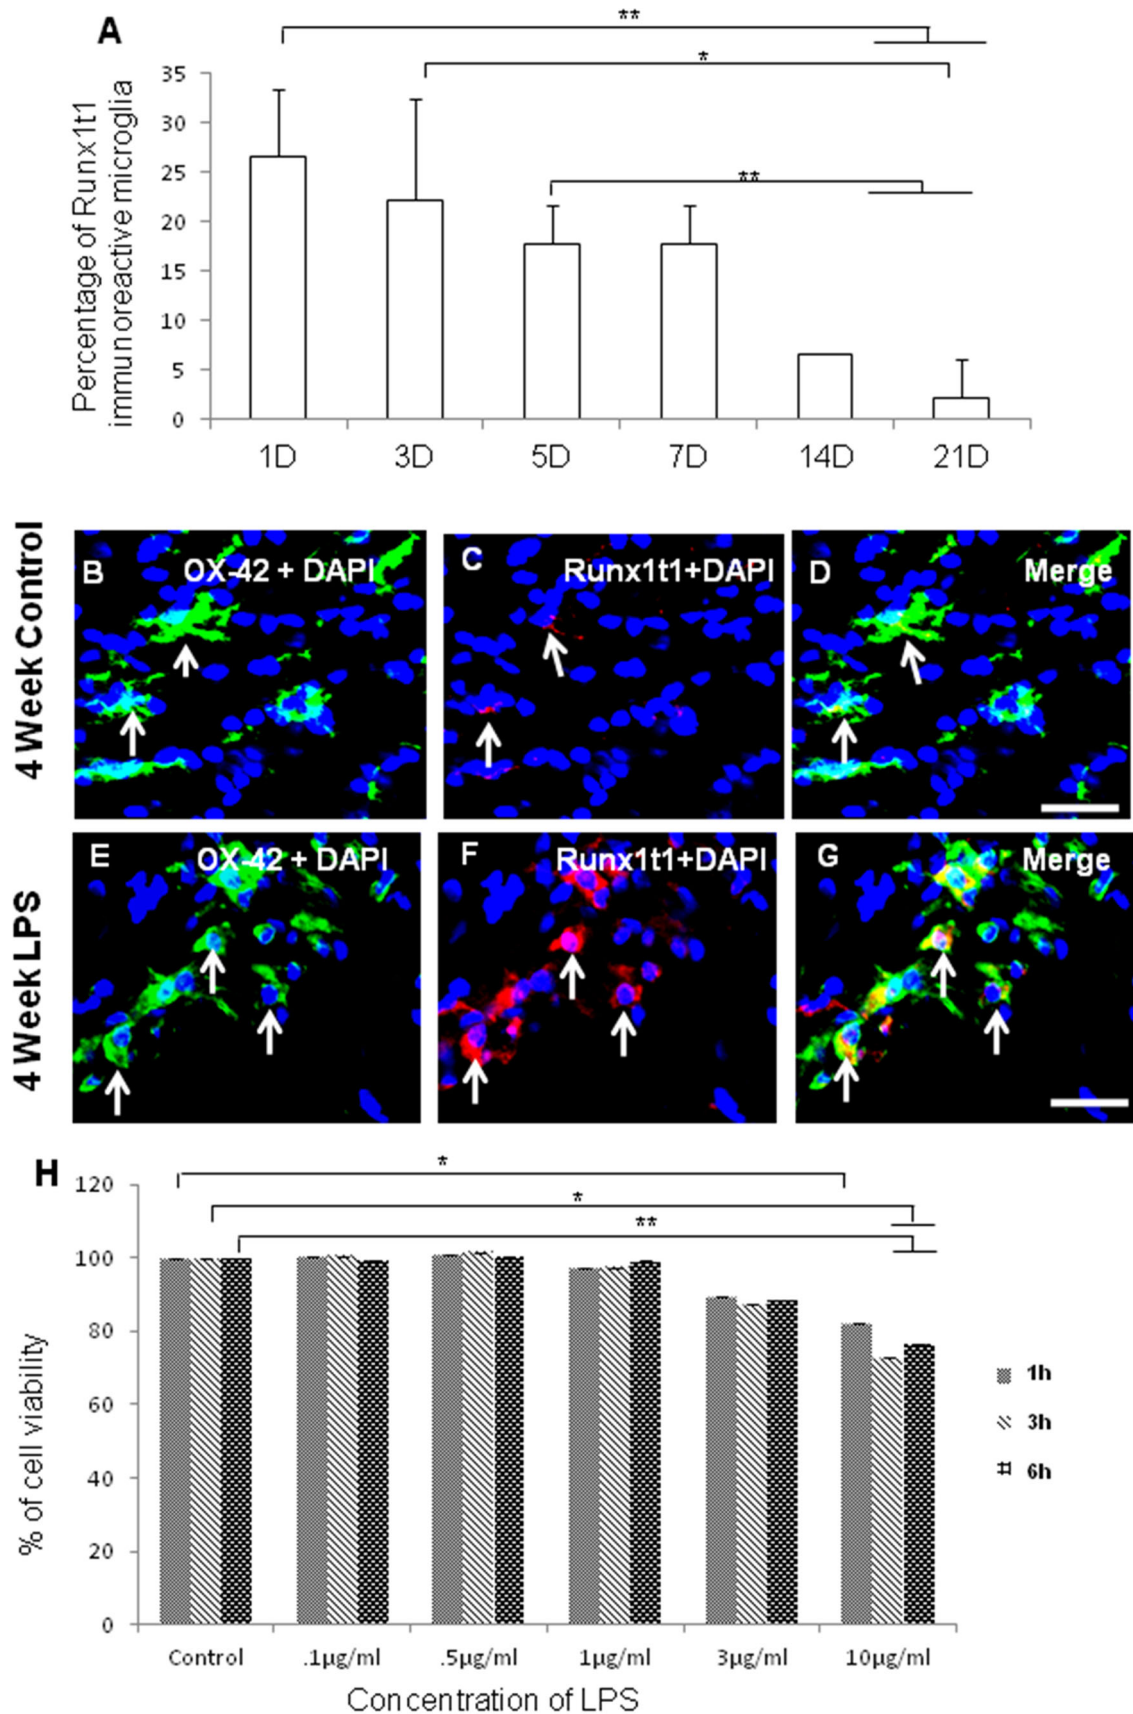 A
**
*
**
Percentage of Runx1t1
immunoreactive microglia
35
30
25
20
15
10
5
0
1D 3D 5D 7D 14D 21D
4 Week Control
B OX-42 + DAPI
C Runx1t1+DAPI
D Merge
4 Week LPS
E OX-42 + DAPI
F Runx1t1+DAPI
G Merge
H
*
*
**
% of cell viability
120
100
80
60
40
20
0
1h
3h
6h
Control .1µg/ml .5µg/ml 1µg/ml 3µg/ml 10µg/ml
Concentration of LPS